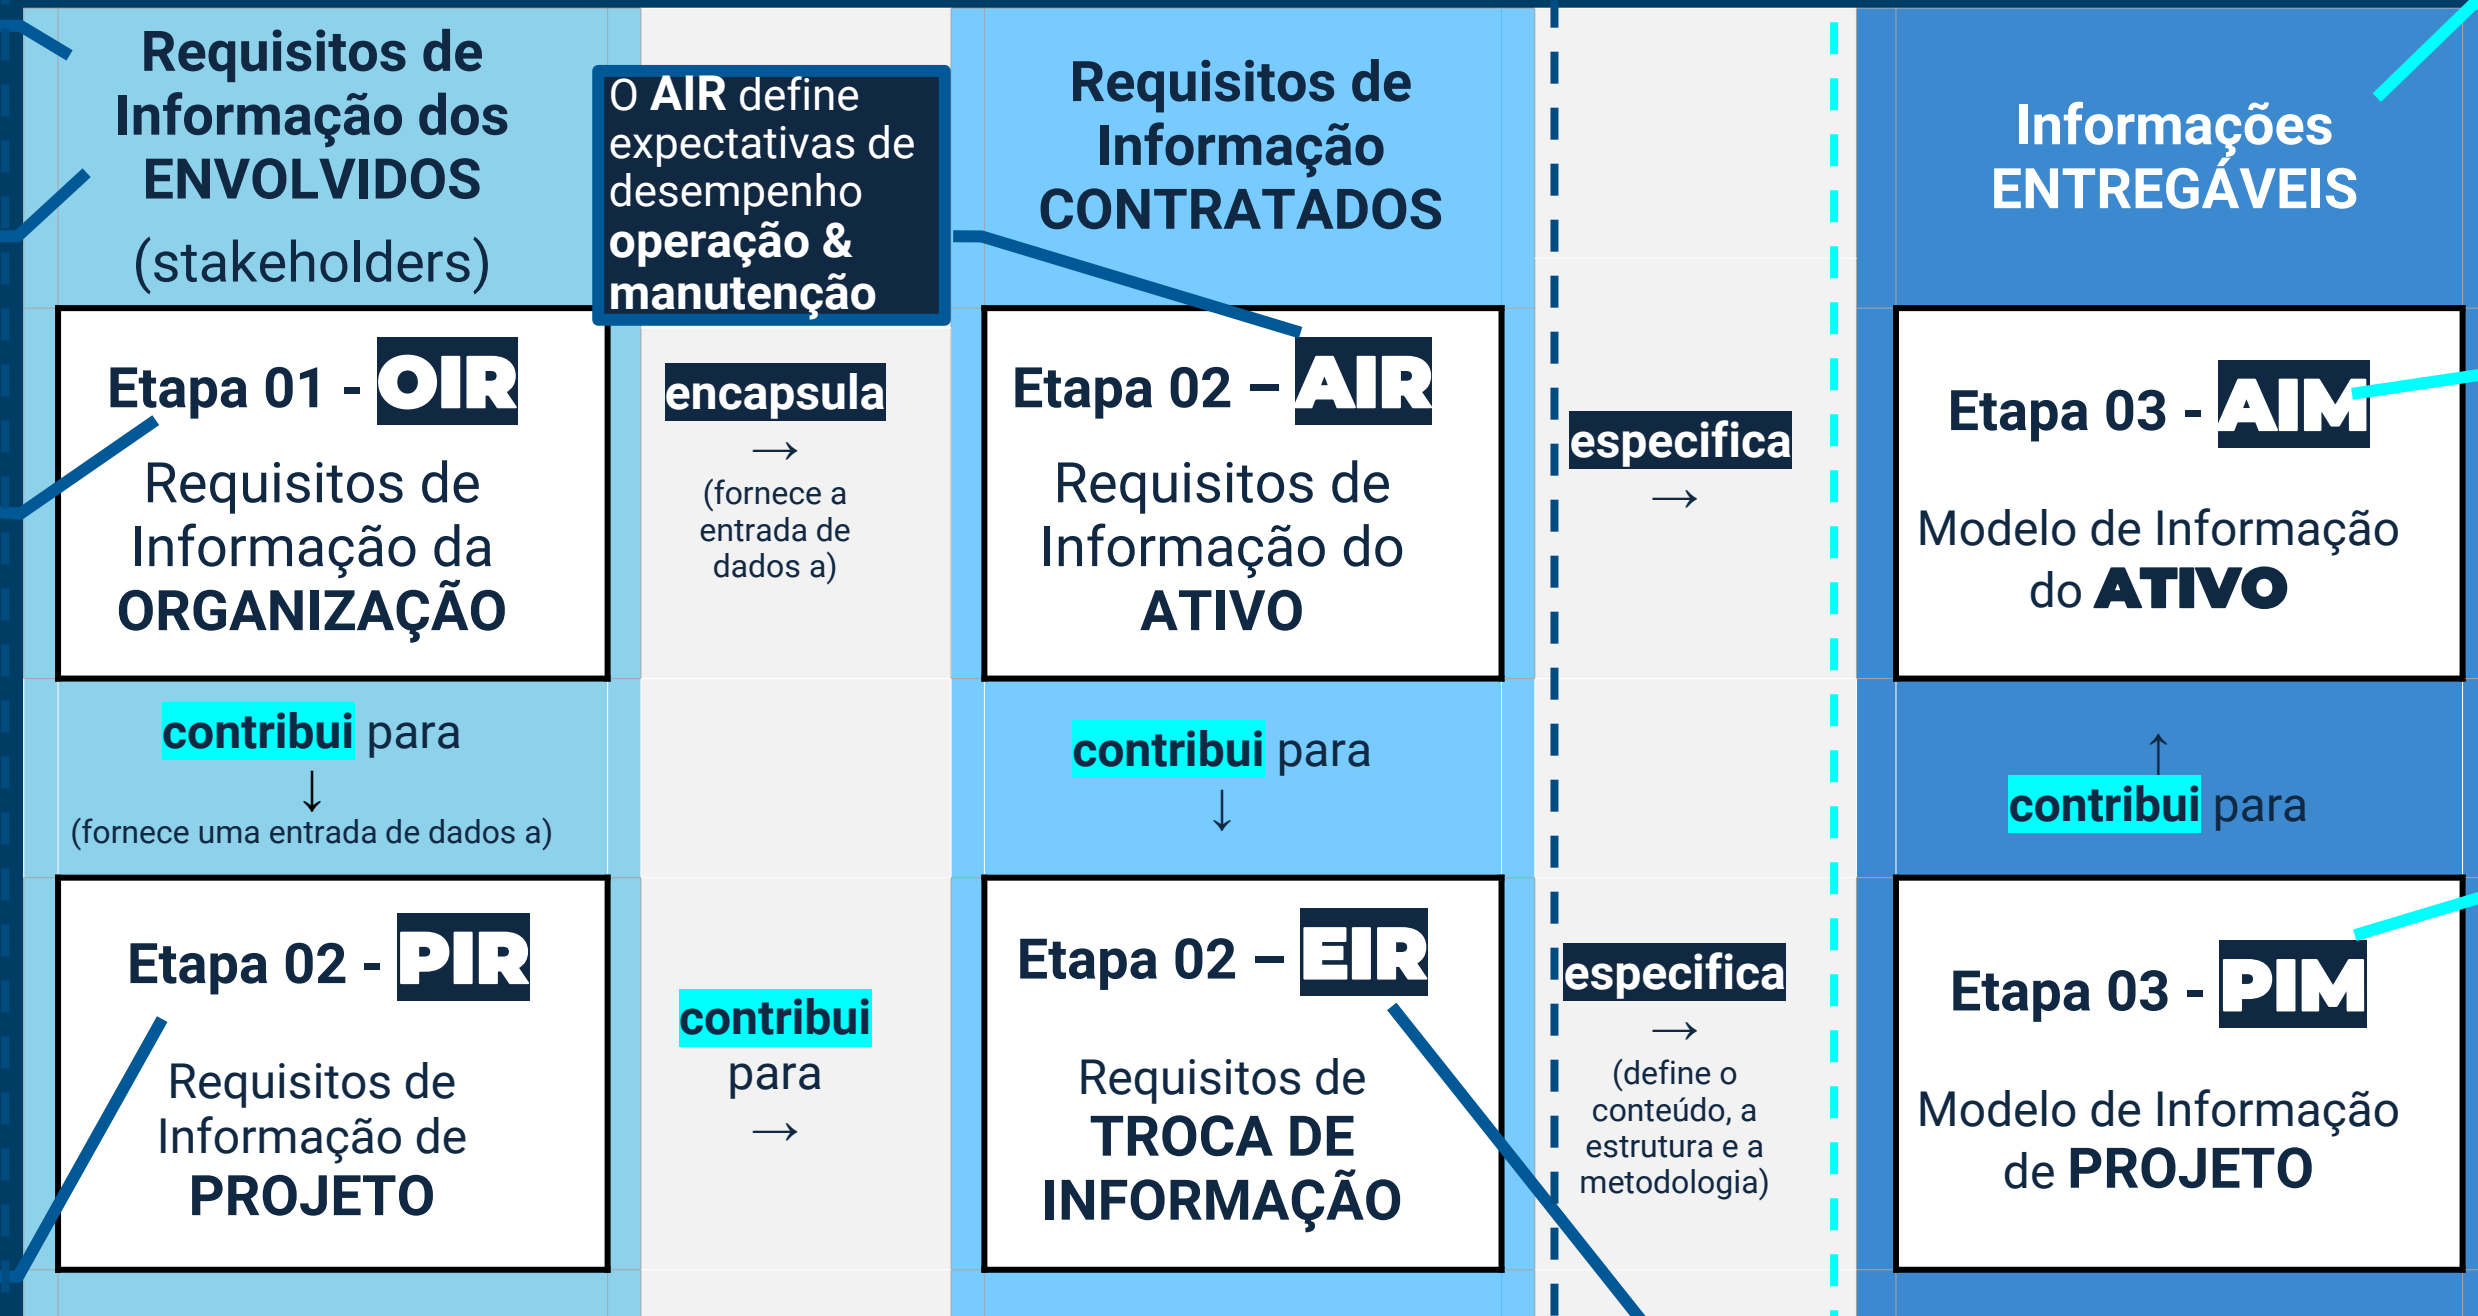 Requisitos de
Informação dos
ENVOLVIDOS
(stakeholders)
O AIR define
expectativas de
desempenho
operação &
manutenção
Requisitos de
Informação
CONTRATADOS
Informações
ENTREGÁVEIS
Etapa 01 - OIR
Requisitos de
Informação da
ORGANIZAÇÃO
encapsula
→
(fornece a
entrada de
dados a)
Etapa 02 – AIR
Requisitos de
Informação do
ATIVO
especifica
→
Etapa 03 - AIM
Modelo de Informação
do ATIVO
contribui para
↓
(fornece uma entrada de dados a)
contribui para
↓
↑
contribui para
Etapa 02 - PIR
Requisitos de
Informação de
PROJETO
contribui
para
→
Etapa 02 – EIR
Requisitos de
TROCA DE
INFORMAÇÃO
especifica
→
(define o
conteúdo, a
estrutura e a
metodologia)
Etapa 03 - PIM
Modelo de Informação
de PROJETO